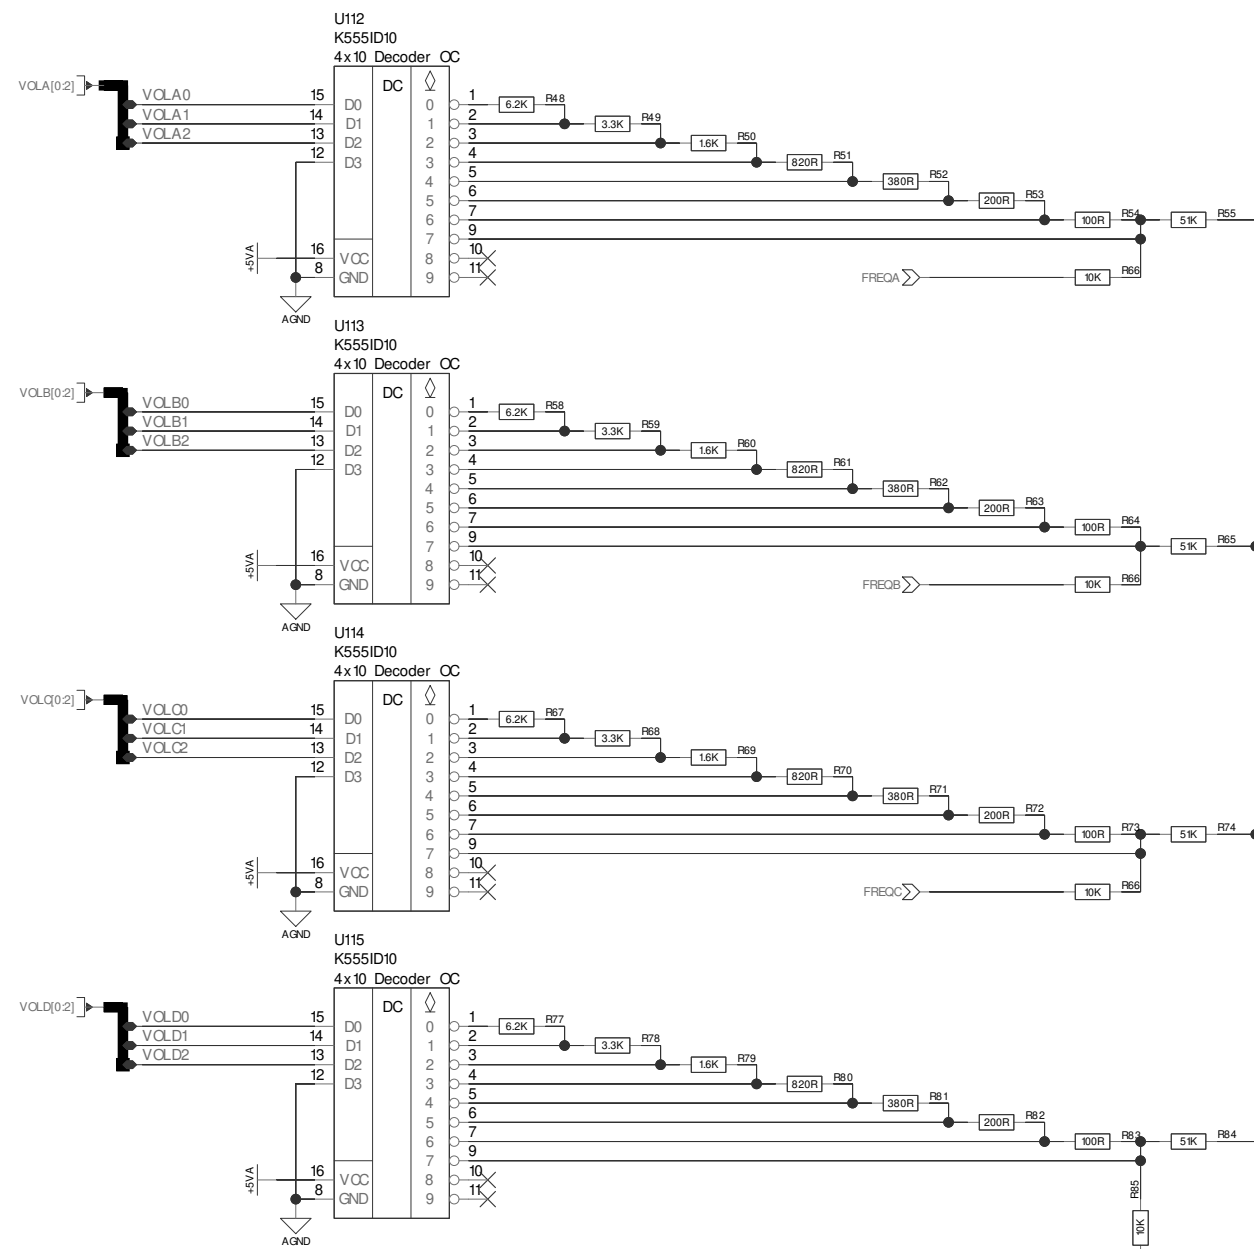 U112
K555ID10
4x10 Decoder OC
VOLA[0:2]
DC
VOLA0 15 D0 0 1 6.2K R48
VOLA1 14 D1 1 2 3.3K R49
VOLA2 13 D2 2 3 1.6K R50
12 D3 3 4 820R R51
4 5 380R R52
5 6 200R R53
6 7 100R R54 51K R55
7 9
+5VA 16 VCC 8 10
8 GND 9 11 FREQA 10K R66
AGND
U113
K555ID10
4x10 Decoder OC
VOLB[0:2]
DC
VOLB0 15 D0 0 1 6.2K R58
VOLB1 14 D1 1 2 3.3K R59
VOLB2 13 D2 2 3 1.6K R60
12 D3 3 4 820R R61
4 5 380R R62
5 6 200R R63
6 7 100R R64
7 9 51K R65
+5VA 16 VCC 8 10
8 GND 9 11 FREQB 10K R66
AGND
U114
K555ID10
4x10 Decoder OC
VOLC[0:2]
DC
VOLC0 15 D0 0 1 6.2K R67
VOLC1 14 D1 1 2 3.3K R68
VOLC2 13 D2 2 3 1.6K R69
12 D3 3 4 820R R70
4 5 380R R71
5 6 200R R72
6 7 100R R73 51K R74
7 9
+5VA 16 VCC 8 10
8 GND 9 11 FREQC 10K R66
AGND
U115
K555ID10
4x10 Decoder OC
VOLD[0:2]
DC
VOLD0 15 D0 0 1 6.2K R77
VOLD1 14 D1 1 2 3.3K R78
VOLD2 13 D2 2 3 1.6K R79
12 D3 3 4 820R R80
4 5 380R R81
5 6 200R R82
6 7 100R R83 51K R84
7 9
+5VA 16 VCC 8 10 R85
8 GND 9 11 10K
AGND